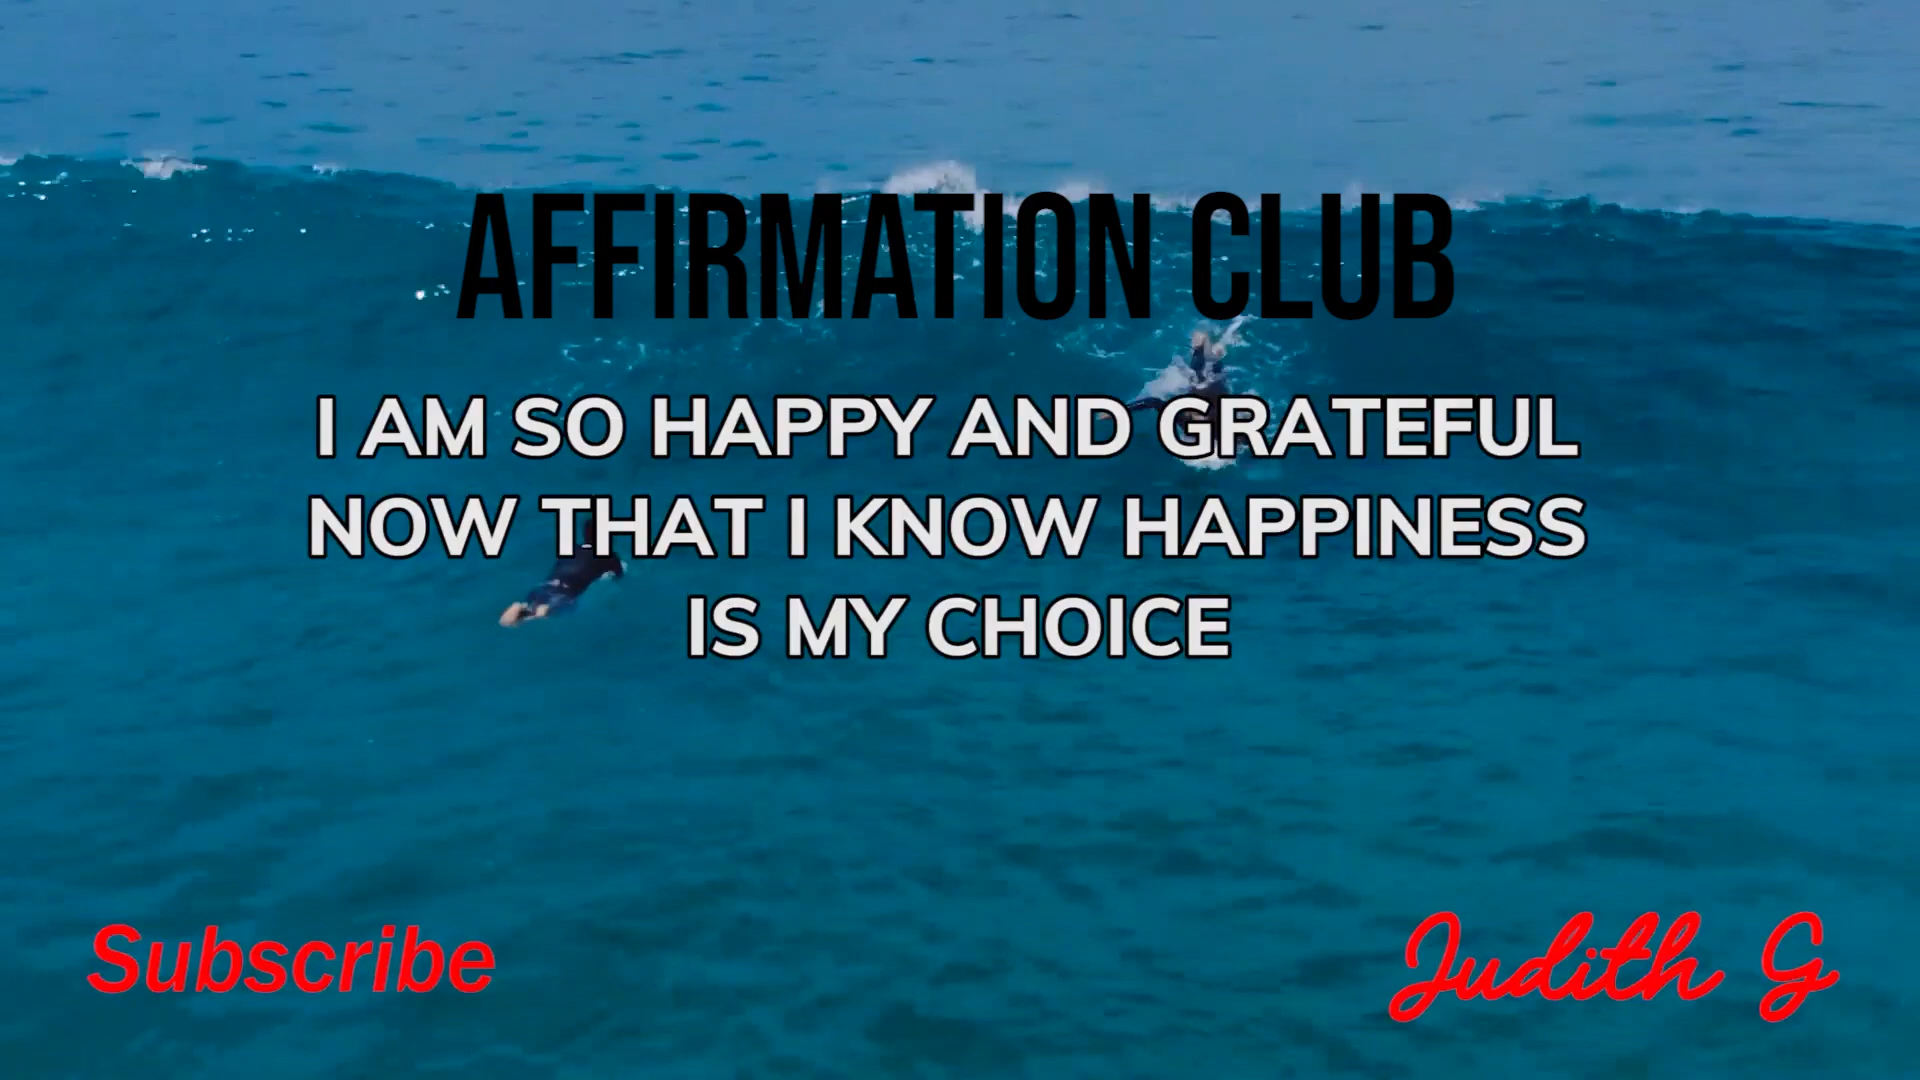 AFFIRMATION CLUB
I AM SO HAPPY AND GRATEFUL
NOW THAT I KNOW HAPPINESS
IS MY CHOICE
Subscribe
Judith G